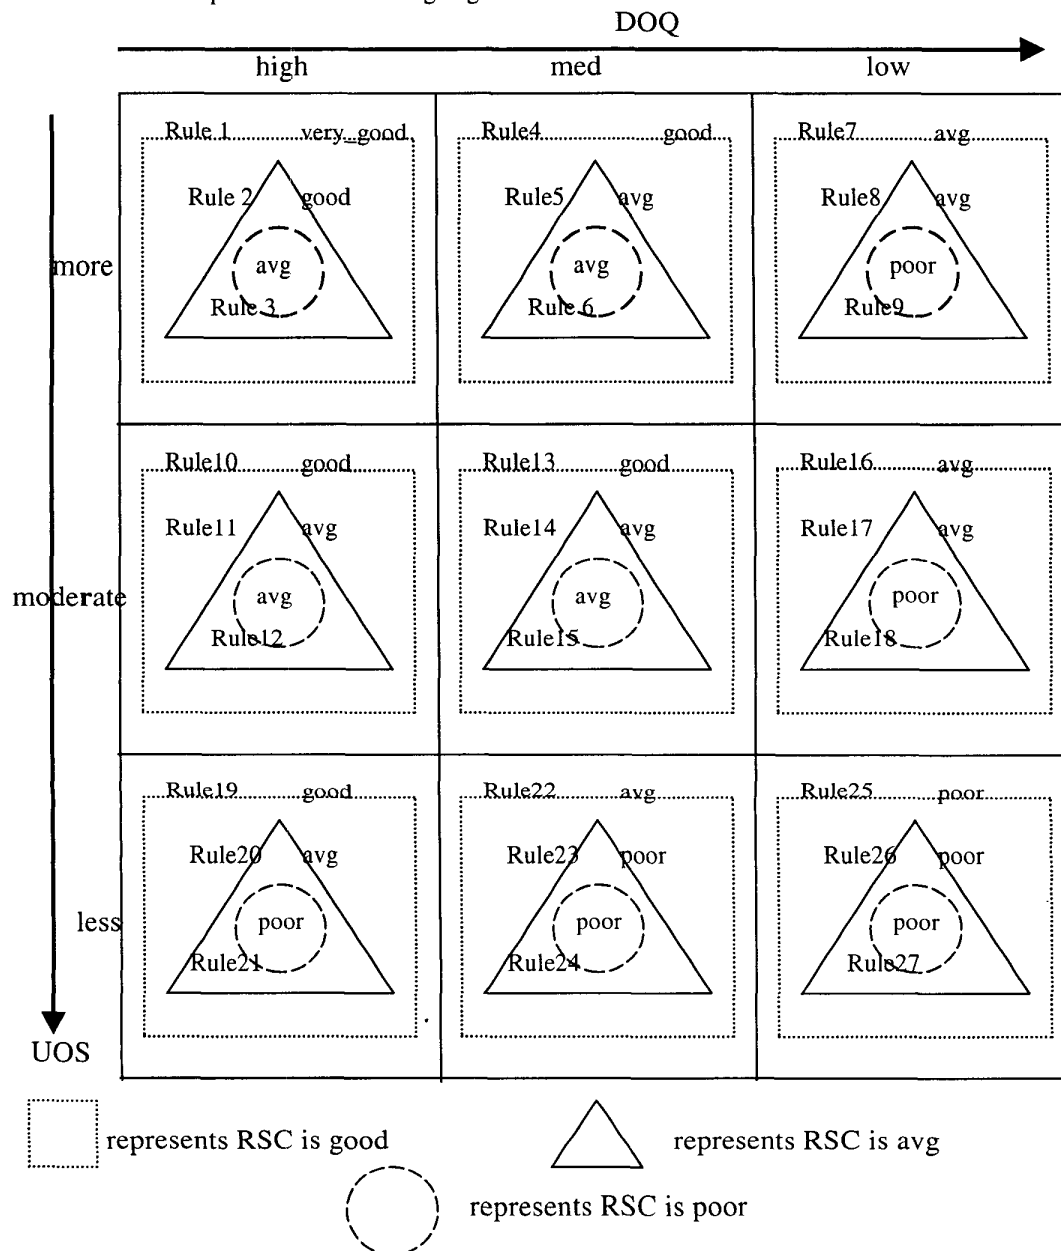 DOQ
high med low
Rule 1 very_good Rule4 good Rule7 avg
Rule 2 good Rule5 avg Rule8 avg
more avg avg poor
Rule 3 Rule 6 Rule9
Rule10 good Rule13 good Rule16 avg
Rule11 avg Rule14 avg Rule17 avg
moderate avg avg poor
Rule12 Rule15 Rule18
Rule19 good Rule22 avg Rule25 poor
Rule20 avg Rule23 poor Rule26 poor
less poor poor poor
Rule21 Rule24 Rule27
UOS
represents RSC is good represents RSC is avg
represents RSC is poor